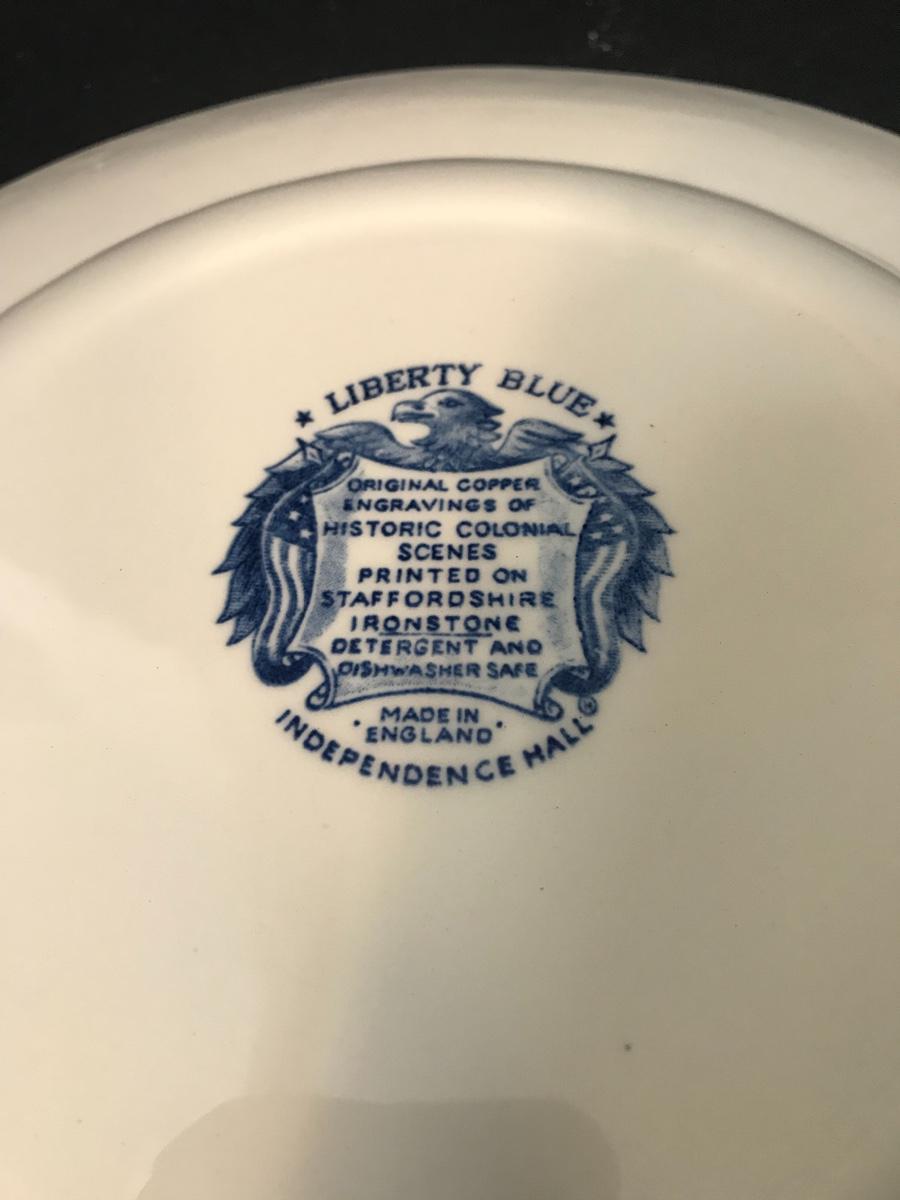 ★ LIBERTY BLUE ★
ORIGINAL COPPER
ENGRAVINGS OF
HISTORIC COLONIAL
SCENES
PRINTED ON
STAFFORDSHIRE
IRONSTONE
DETERGENT AND
DISHWASHER SAFE
· MADE IN
ENGLAND ·
INDEPENDENCE HALL ®